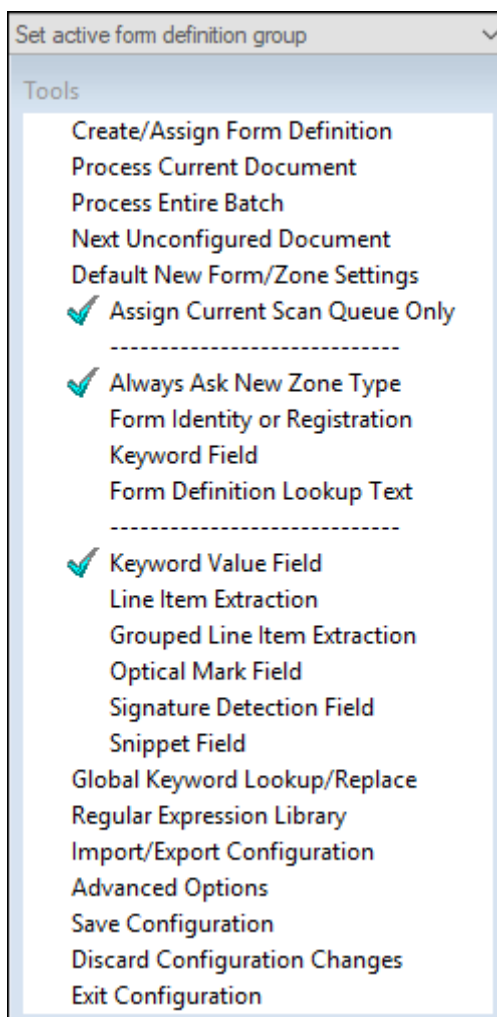 Set active form definition group
Tools
Create/Assign Form Definition
Process Current Document
Process Entire Batch
Next Unconfigured Document
Default New Form/Zone Settings
Assign Current Scan Queue Only
-----------------------------
Always Ask New Zone Type
Form Identity or Registration
Keyword Field
Form Definition Lookup Text
-----------------------------
Keyword Value Field
Line Item Extraction
Grouped Line Item Extraction
Optical Mark Field
Signature Detection Field
Snippet Field
Global Keyword Lookup/Replace
Regular Expression Library
Import/Export Configuration
Advanced Options
Save Configuration
Discard Configuration Changes
Exit Configuration